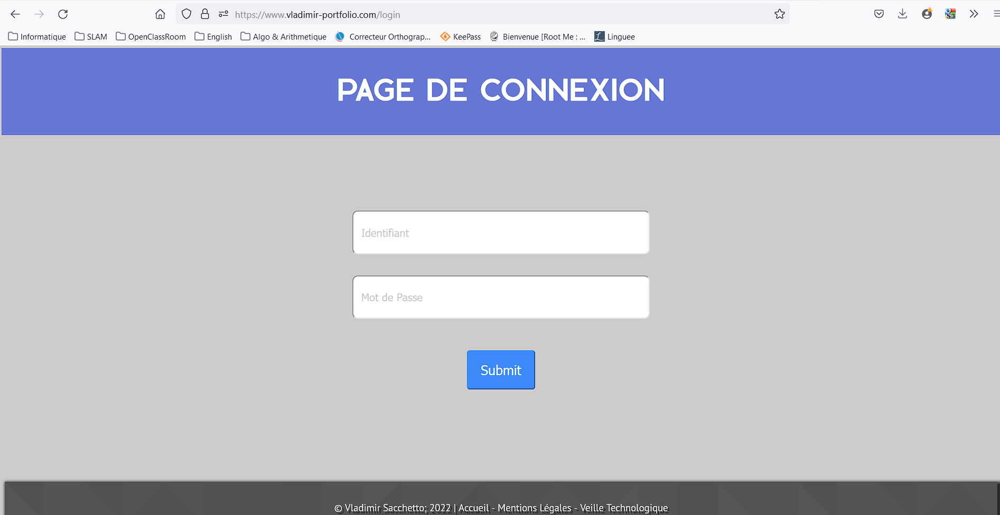 https://www.vladimir-portfolio.com/login
Informatique SLAM OpenClassRoom English Algo & Arithmetique Correcteur Orthograp... KeePass Bienvenue [Root Me : ... Linguee
PAGE DE CONNEXION
Identifiant
Mot de Passe
Submit
© Vladimir Sacchetto; 2022 | Accueil - Mentions Légales - Veille Technologique